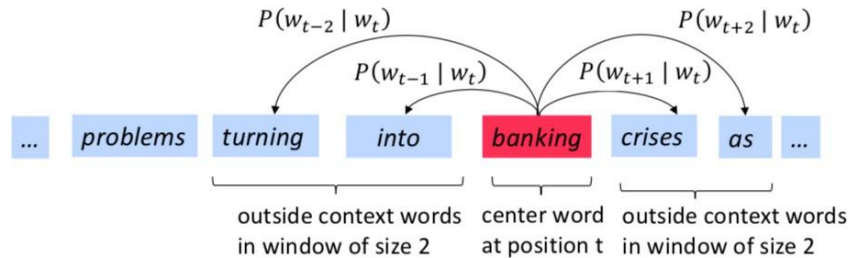 P(w_{t-2} | w_t) P(w_{t+2} | w_t)
P(w_{t-1} | w_t) P(w_{t+1} | w_t)
... problems turning into banking crises as ...
outside context words center word outside context words
in window of size 2 at position t in window of size 2